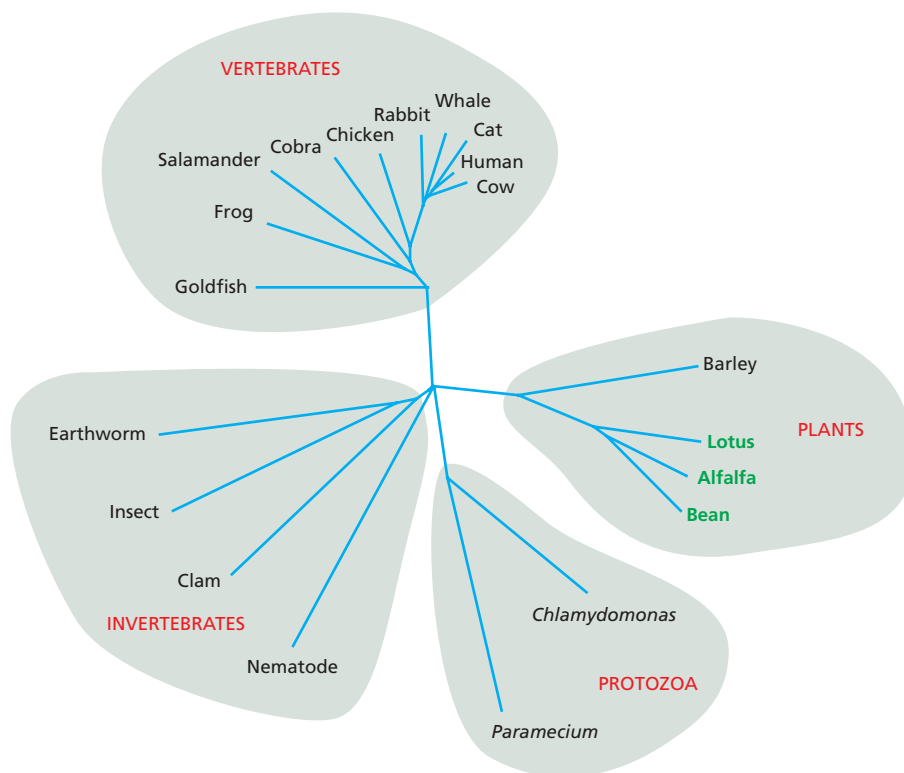 VERTEBRATES
Whale
Rabbit
Cat
Chicken
Cobra
Human
Salamander
Cow
Frog
Goldfish
Barley
Earthworm
Lotus
PLANTS
Alfalfa
Insect
Bean
Clam
Chlamydomonas
INVERTEBRATES
Nematode
PROTOZOA
Paramecium